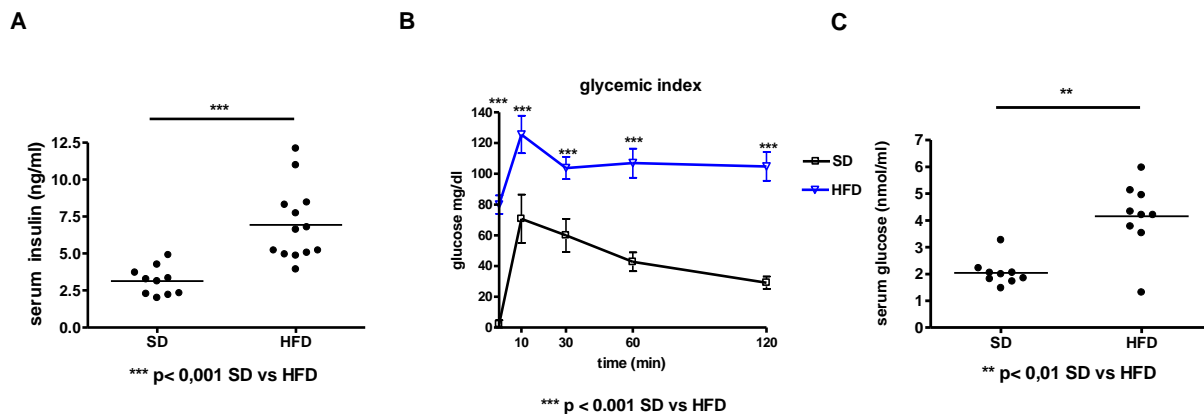 A
***
serum insulin (ng/ml)
12.5
10.0
7.5
5.0
2.5
0.0
SD
HFD
*** p< 0,001 SD vs HFD
B
glycemic index
***
***
***
***
***
glucose mg/dl
140
120
100
80
60
40
20
0
10
30
60
120
time (min)
SD
HFD
*** p < 0.001 SD vs HFD
C
**
serum glucose (nmol/ml)
7
6
5
4
3
2
1
0
SD
HFD
** p< 0,01 SD vs HFD